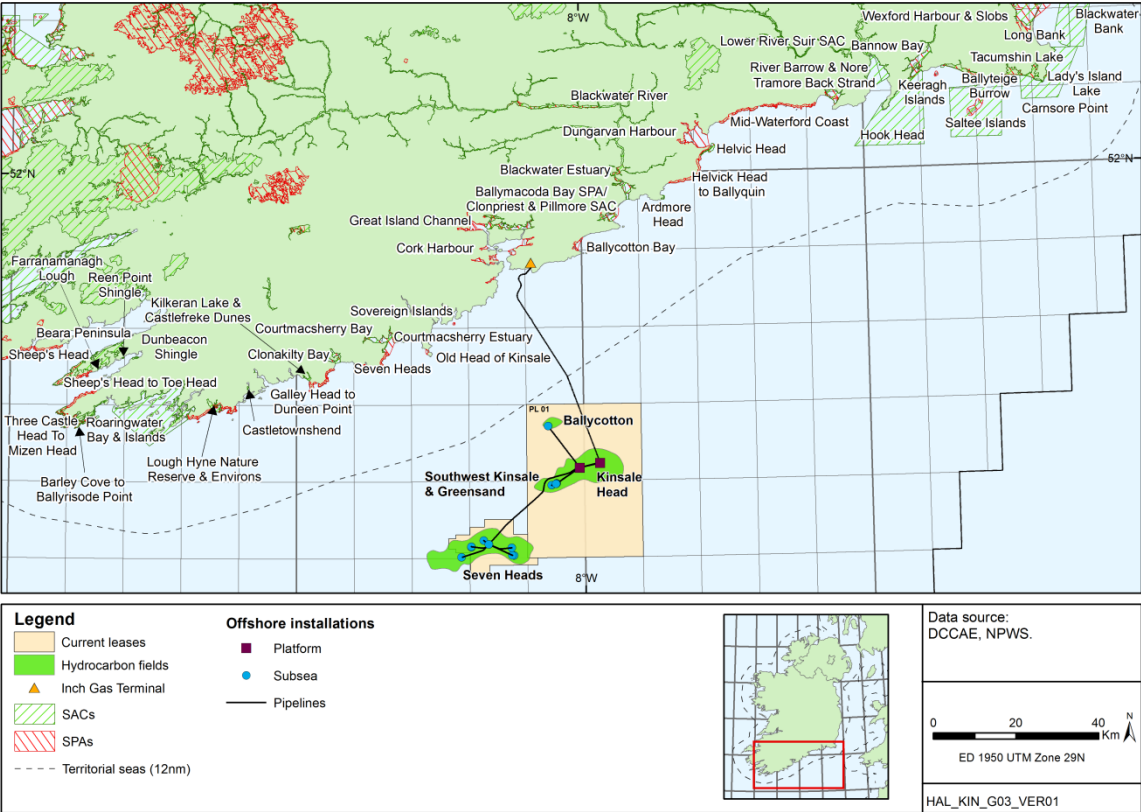 8°W
Wexford Harbour & Slobs
Blackwater
Bank
Long Bank
Lower River Suir SAC
Bannow Bay
Tacumshin Lake
River Barrow & Nore
Tramore Back Strand
Keeragh
Islands
Ballyteige
Burrow
Lady's Island
Lake
Blackwater River
Saltee Islands
Carnsore Point
Mid-Waterford Coast
Hook Head
Dungarvan Harbour
Helvic Head
52°N
52°N
Blackwater Estuary
Helvick Head
to Ballyquin
Ballymacoda Bay SPA/
Clonpriest & Pillmore SAC
Ardmore
Head
Great Island Channel
Cork Harbour
Ballycotton Bay
Farranamanagh
Lough
Reen Point
Shingle
Kilkeran Lake &
Castlefreke Dunes
Sovereign Islands
Beara Peninsula
Courtmacsherry Bay
Dunbeacon
Shingle
Courtmacsherry Estuary
Sheep's Head
Clonakilty Bay
Old Head of Kinsale
Seven Heads
Sheep's Head to Toe Head
Galley Head to
Duneen Point
Three Castle
Head To
Mizen Head
Roaringwater
Bay & Islands
Castletownshend
Lough Hyne Nature
Reserve & Environs
Barley Cove to
Ballyrisode Point
PL 01
Ballycotton
Southwest Kinsale
& Greensand
Kinsale
Head
Seven Heads
8°W
Legend
Current leases
Hydrocarbon fields
Inch Gas Terminal
SACs
SPAs
Territorial seas (12nm)
Offshore installations
Platform
Subsea
Pipelines
Data source:
DCCAE, NPWS.
0 20 40
Km
N
ED 1950 UTM Zone 29N
HAL_KIN_G03_VER01